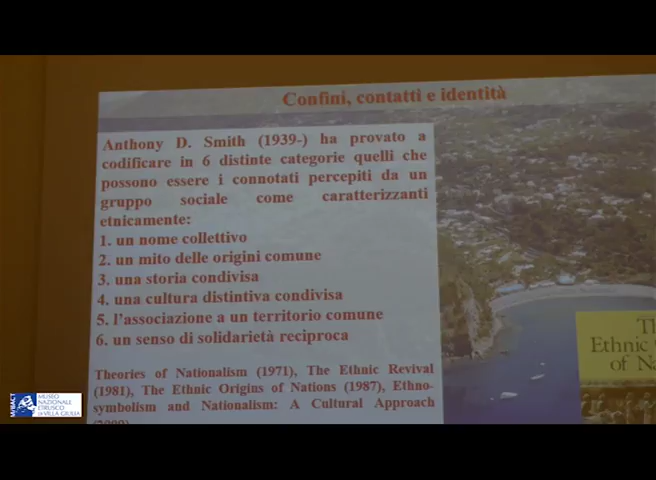 Confini, contatti e identità
Anthony D. Smith (1939-) ha provato a
codificare in 6 distinte categorie quelli che
possono essere i connotati percepiti da un
gruppo sociale come caratterizzanti
etnicamente:
1. un nome collettivo
2. un mito delle origini comune
3. una storia condivisa
4. una cultura distintiva condivisa
5. l'associazione a un territorio comune
6. un senso di solidarietà reciproca
Theories of Nationalism (1971), The Ethnic Revival
(1981), The Ethnic Origins of Nations (1987), Ethno-
symbolism and Nationalism: A Cultural Approach
Ethnic
of
MiBACT
MUSEO
NAZIONALE
ETRUSCO
DI VILLA GIULIA